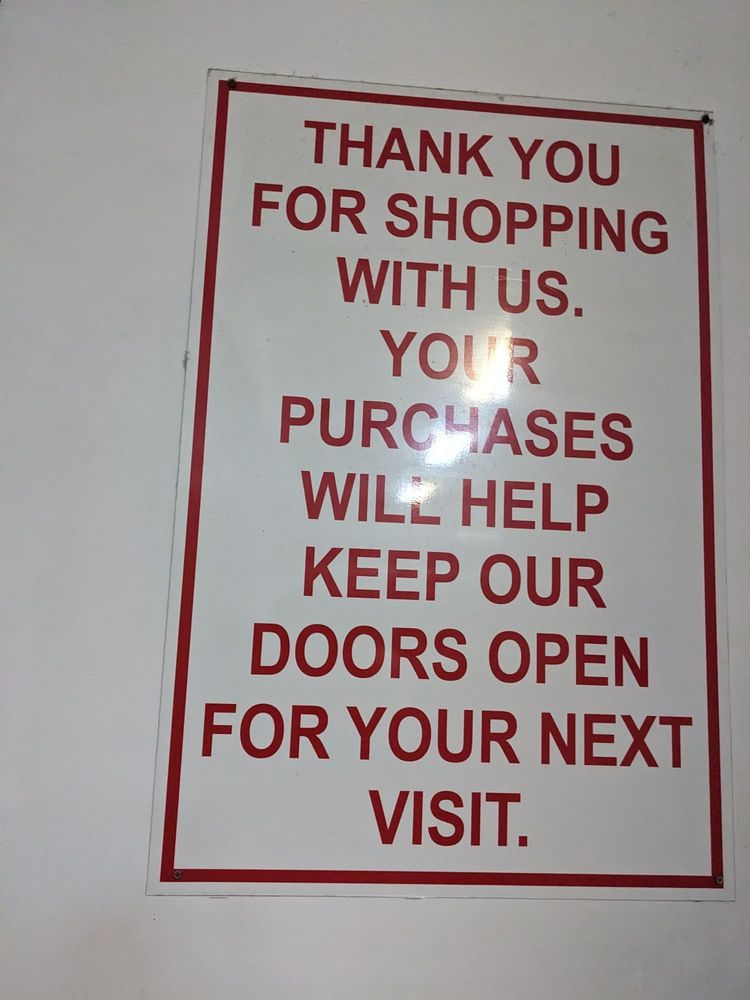 THANK YOU
FOR SHOPPING
WITH US.
YOUR
PURCHASES
WILL HELP
KEEP OUR
DOORS OPEN
FOR YOUR NEXT
VISIT.